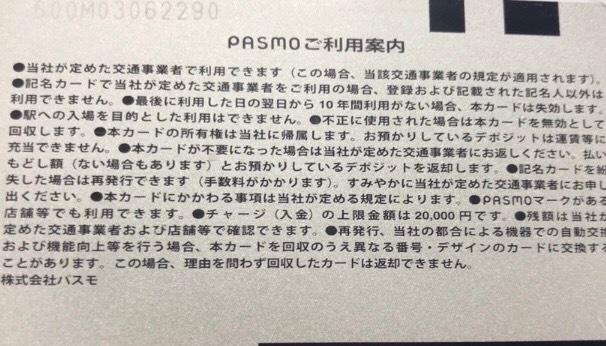 600M03062290
PASMOご利用案内
●当社が定めた交通事業者で利用できます（この場合、当該交通事業者の規定が適用されます）。
●記名カードで当社が定めた交通事業者をご利用の場合、登録および記載された記名人以外は
利用できません。●最後に利用した日の翌日から10年間利用がない場合、本カードは失効します。
●駅への入場を目的とした利用はできません。●不正に使用された場合は本カードを無効として
回収します。●本カードの所有権は当社に帰属します。お預かりしているデポジットは運賃等に
充当できません。●本カードが不要になった場合は当社が定めた交通事業者にお返しください。払い
もどし額（ない場合もあります）とお預かりしているデポジットを返却します。●記名カードを紛
失した場合は再発行できます（手数料がかかります）。すみやかに当社が定めた交通事業者にお申し
出ください。●本カードにかかわる事項は当社が定める規定によります。●PASMOマークがある
店舗等でも利用できます。●チャージ（入金）の上限金額は20,000円です。●残額は当社が
定めた交通事業者および店舗等で確認できます。●再発行、当社の都合による機器での自動交換
および機能向上等を行う場合、本カードを回収のうえ異なる番号・デザインのカードに交換する
ことがあります。この場合、理由を問わず回収したカードは返却できません。
株式会社パスモ